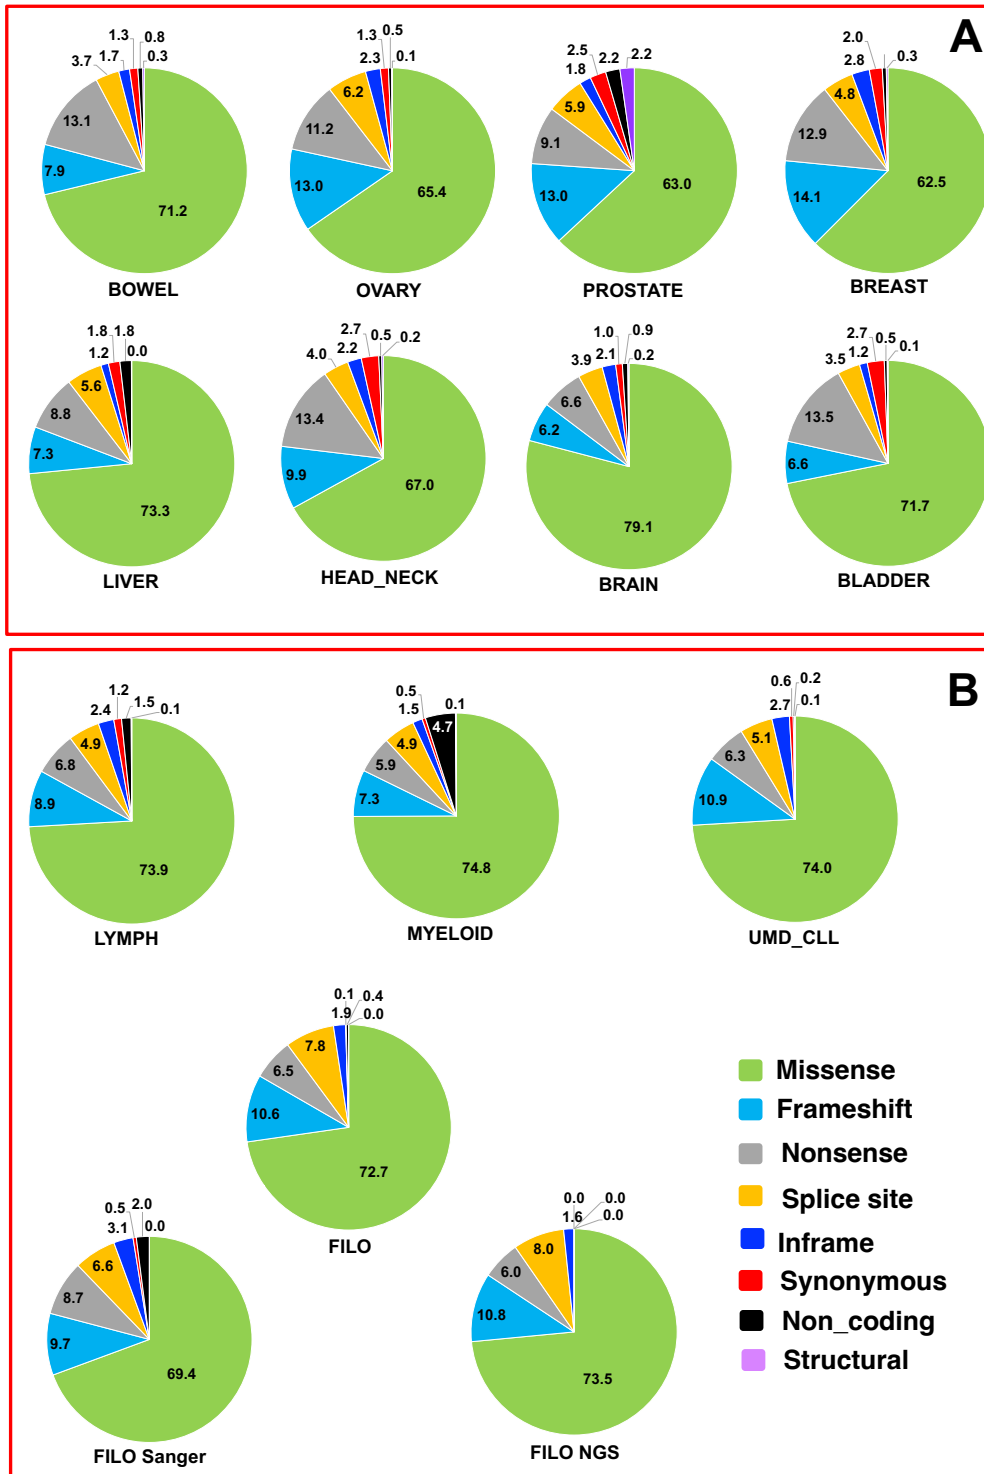 A
1.3 0.8
3.7 1.7 0.3
13.1
7.9
71.2
BOWEL
0.5
1.3
2.3 0.1
6.2
11.2
13.0
65.4
OVARY
2.5 2.2 2.2
1.8
5.9
9.1
13.0
63.0
PROSTATE
2.0
2.8 0.3
4.8
12.9
14.1
62.5
BREAST
1.8 1.8
1.2 0.0
5.6
8.8
7.3
73.3
LIVER
2.7 0.5 0.2
4.0 2.2
13.4
9.9
67.0
HEAD_NECK
1.0 0.9
3.9 2.1 0.2
6.6
6.2
79.1
BRAIN
2.7 0.5
3.5 1.2 0.1
13.5
6.6
71.7
BLADDER
B
1.2
2.4 1.5 0.1
4.9
6.8
8.9
73.9
LYMPH
0.5 0.1
1.5 4.7
4.9
5.9
7.3
74.8
MYELOID
0.6 0.2
2.7 0.1
5.1
6.3
10.9
74.0
UMD_CLL
0.1 0.4
1.9 0.0
7.8
6.5
10.6
72.7
FILO
0.5 2.0
3.1 0.0
6.6
8.7
9.7
69.4
FILO Sanger
0.0 0.0
1.6 0.0
8.0
6.0
10.8
73.5
FILO NGS
Missense
Frameshift
Nonsense
Splice site
Inframe
Synonymous
Non_coding
Structural